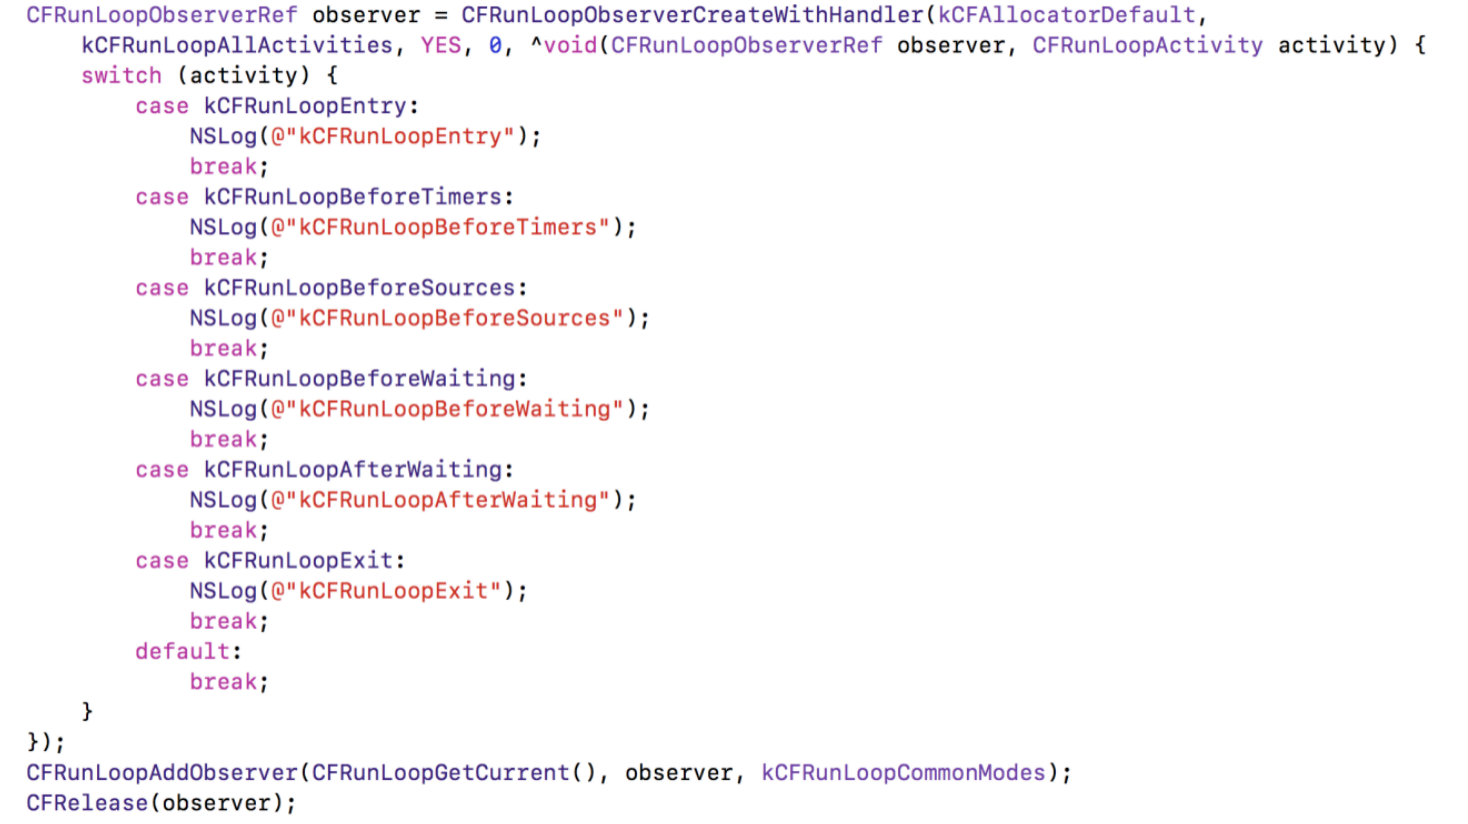 CFRunLoopObserverRef observer = CFRunLoopObserverCreateWithHandler(kCFAllocatorDefault,
    kCFRunLoopAllActivities, YES, 0, ^void(CFRunLoopObserverRef observer, CFRunLoopActivity activity) {
    switch (activity) {
        case kCFRunLoopEntry:
            NSLog(@"kCFRunLoopEntry");
            break;
        case kCFRunLoopBeforeTimers:
            NSLog(@"kCFRunLoopBeforeTimers");
            break;
        case kCFRunLoopBeforeSources:
            NSLog(@"kCFRunLoopBeforeSources");
            break;
        case kCFRunLoopBeforeWaiting:
            NSLog(@"kCFRunLoopBeforeWaiting");
            break;
        case kCFRunLoopAfterWaiting:
            NSLog(@"kCFRunLoopAfterWaiting");
            break;
        case kCFRunLoopExit:
            NSLog(@"kCFRunLoopExit");
            break;
        default:
            break;
    }
});
CFRunLoopAddObserver(CFRunLoopGetCurrent(), observer, kCFRunLoopCommonModes);
CFRelease(observer);